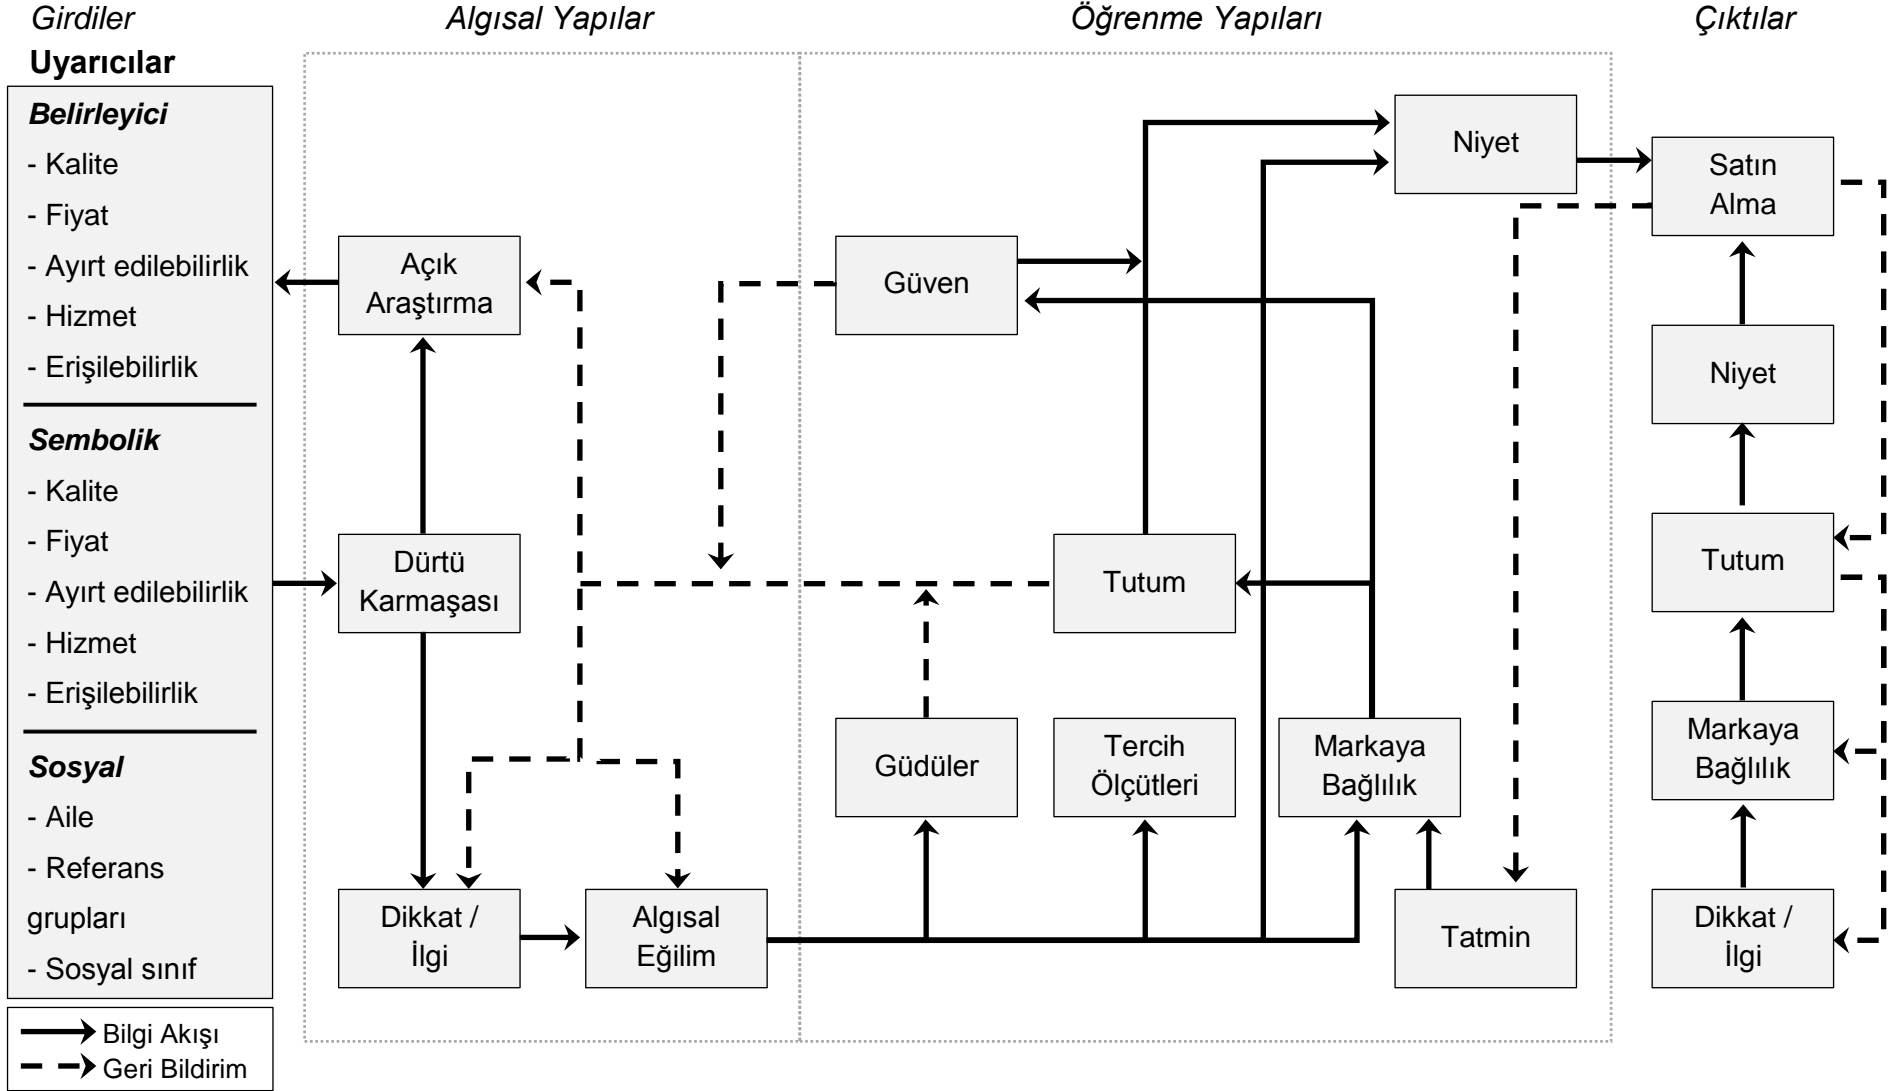 Girdiler
Algısal Yapılar
Öğrenme Yapıları
Çıktılar
Uyarıcılar
Belirleyici
- Kalite
- Fiyat
- Ayırt edilebilirlik
- Hizmet
- Erişilebilirlik
Sembolik
- Kalite
- Fiyat
- Ayırt edilebilirlik
- Hizmet
- Erişilebilirlik
Sosyal
- Aile
- Referans
grupları
- Sosyal sınıf
Bilgi Akışı
Geri Bildirim
Açık
Araştırma
Dürtü
Karmaşası
Dikkat /
İlgi
Algısal
Eğilim
Güven
Niyet
Tutum
Güdüler
Tercih
Ölçütleri
Markaya
Bağlılık
Tatmin
Satın
Alma
Niyet
Tutum
Markaya
Bağlılık
Dikkat /
İlgi